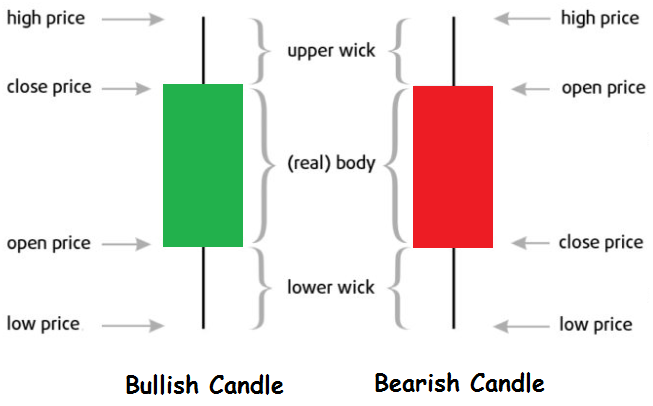 high price
close price
open price
low price
upper wick
(real) body
lower wick
high price
open price
close price
low price
Bullish Candle
Bearish Candle